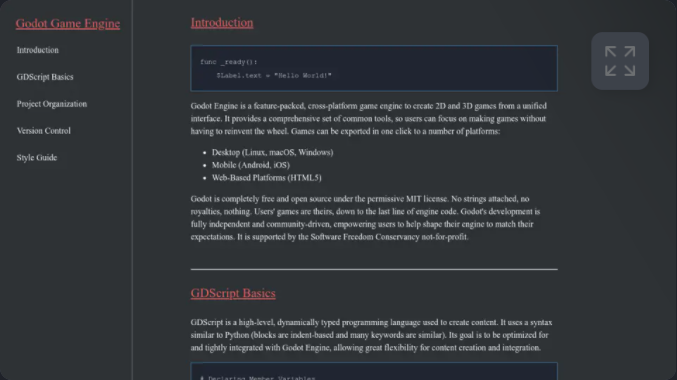 Godot Game Engine
Introduction
GDScript Basics
Project Organization
Version Control
Style Guide
Introduction
func _ready():
    $Label.text = "Hello World!"
Godot Engine is a feature-packed, cross-platform game engine to create 2D and 3D games from a unified
interface. It provides a comprehensive set of common tools, so users can focus on making games without
having to reinvent the wheel. Games can be exported in one click to a number of platforms:
• Desktop (Linux, macOS, Windows)
• Mobile (Android, iOS)
• Web-Based Platforms (HTML5)
Godot is completely free and open source under the permissive MIT license. No strings attached, no
royalties, nothing. Users' games are theirs, down to the last line of engine code. Godot's development is
fully independent and community-driven, empowering users to help shape their engine to match their
expectations. It is supported by the Software Freedom Conservancy not-for-profit.
GDScript Basics
GDScript is a high-level, dynamically typed programming language used to create content. It uses a syntax
similar to Python (blocks are indent-based and many keywords are similar). Its goal is to be optimized for
and tightly integrated with Godot Engine, allowing great flexibility for content creation and integration.
# Declaring Member Variables